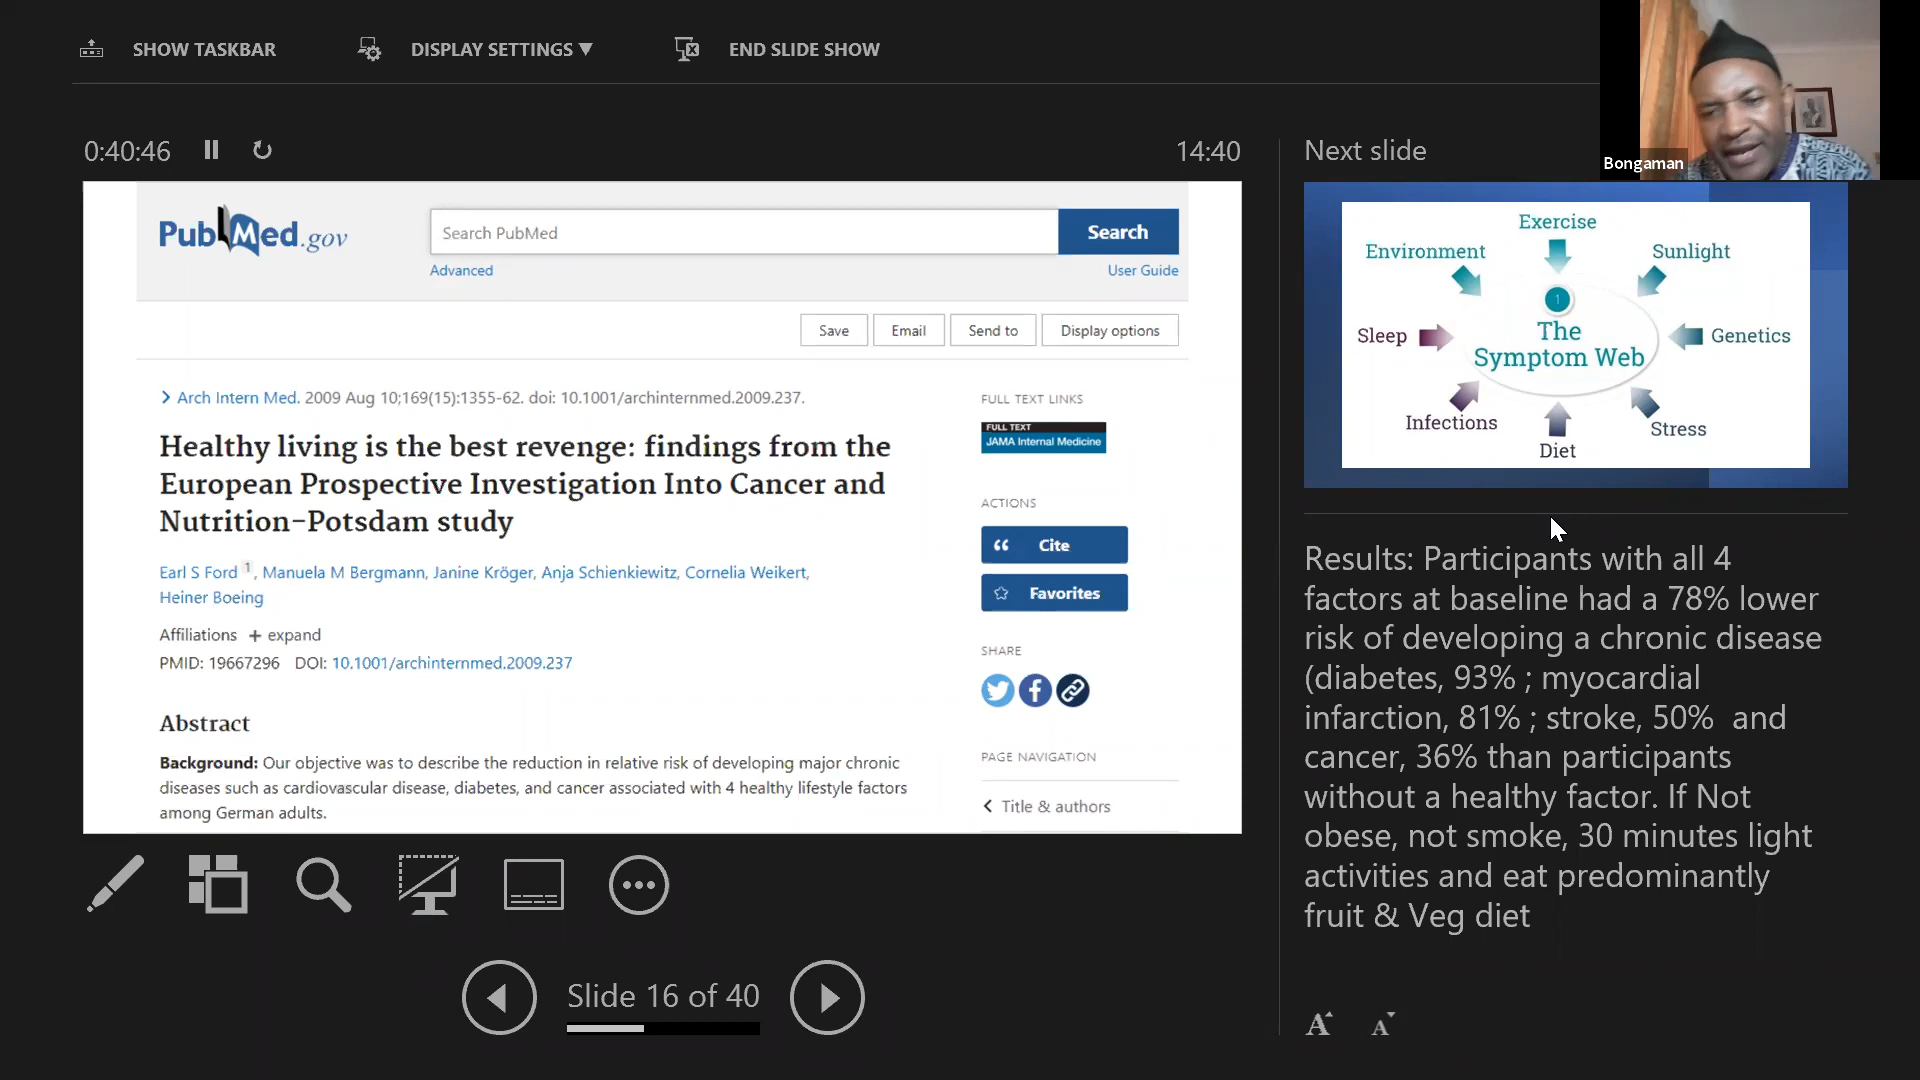 SHOW TASKBAR
DISPLAY SETTINGS ▼
END SLIDE SHOW
Bongaman
0:40:46
14:40
PubMed.gov
Search PubMed
Search
Advanced
User Guide
Save
Email
Send to
Display options
Arch Intern Med. 2009 Aug 10;169(15):1355-62. doi: 10.1001/archinternmed.2009.237.
Healthy living is the best revenge: findings from the
European Prospective Investigation Into Cancer and
Nutrition-Potsdam study
Earl S Ford 1, Manuela M Bergmann, Janine Kröger, Anja Schienkiewitz, Cornelia Weikert,
Heiner Boeing
Affiliations + expand
PMID: 19667296 DOI: 10.1001/archinternmed.2009.237
Abstract
Background: Our objective was to describe the reduction in relative risk of developing major chronic
diseases such as cardiovascular disease, diabetes, and cancer associated with 4 healthy lifestyle factors
among German adults.
FULL TEXT LINKS
FULL TEXT
JAMA Internal Medicine
ACTIONS
Cite
Favorites
SHARE
PAGE NAVIGATION
Title & authors
Slide 16 of 40
Next slide
Exercise
Environment
Sunlight
1
The
Symptom Web
Sleep
Genetics
Infections
Stress
Diet
Results: Participants with all 4
factors at baseline had a 78% lower
risk of developing a chronic disease
(diabetes, 93% ; myocardial
infarction, 81% ; stroke, 50%  and
cancer, 36% than participants
without a healthy factor. If Not
obese, not smoke, 30 minutes light
activities and eat predominantly
fruit & Veg diet
A A